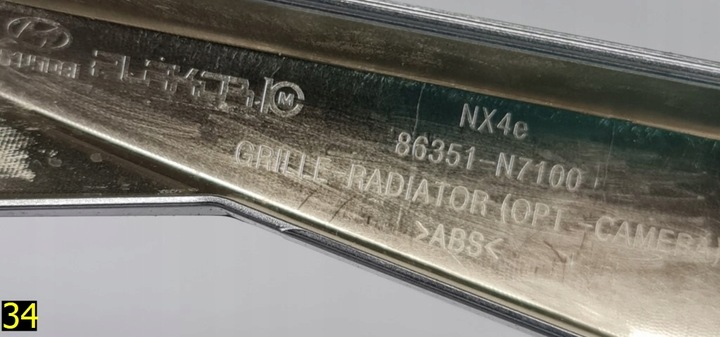 NX4e
86351-N7100
GRILLE-RADIATOR(OPT-CAMERA)
>ABS<
34